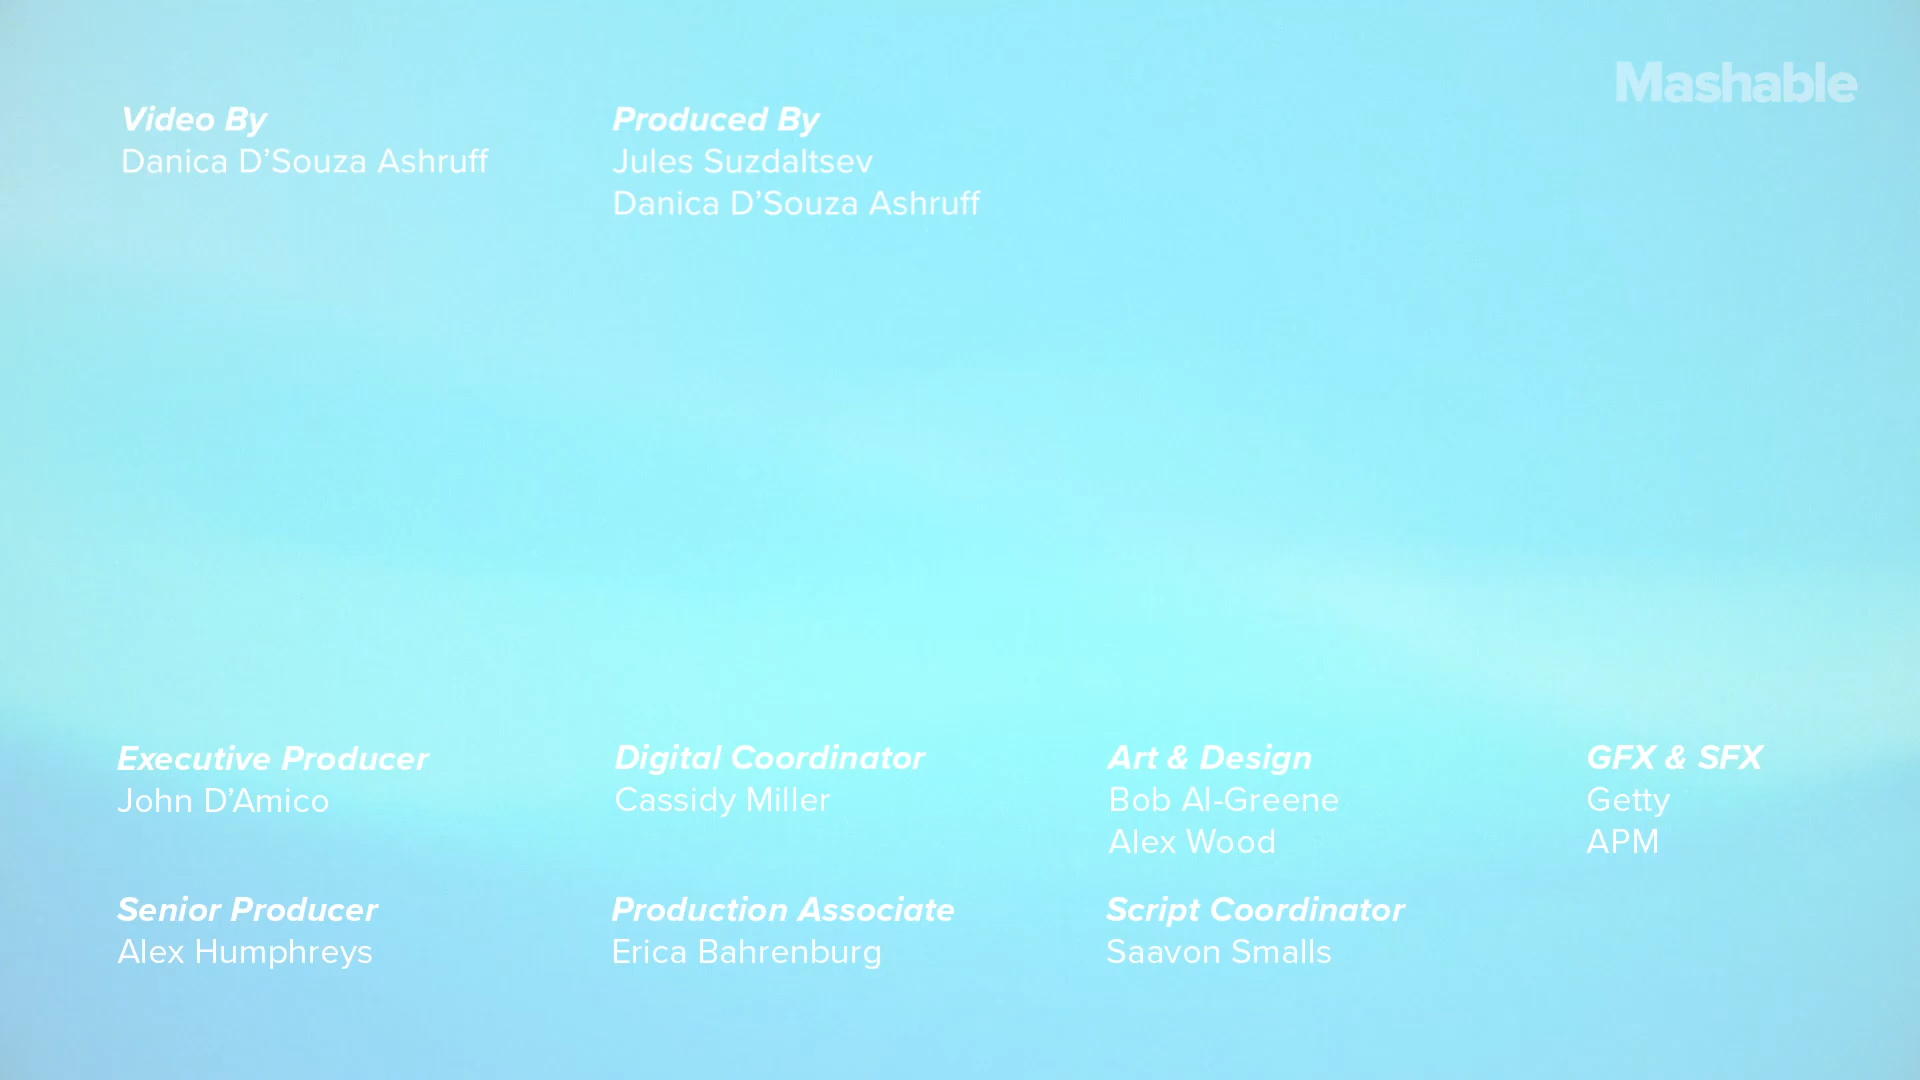 Mashable
Video By
Danica D’Souza Ashruff
Produced By
Jules Suzdaltsev
Danica D’Souza Ashruff
Executive Producer
John D’Amico
Digital Coordinator
Cassidy Miller
Art & Design
Bob Al-Greene
Alex Wood
GFX & SFX
Getty
APM
Senior Producer
Alex Humphreys
Production Associate
Erica Bahrenburg
Script Coordinator
Saavon Smalls